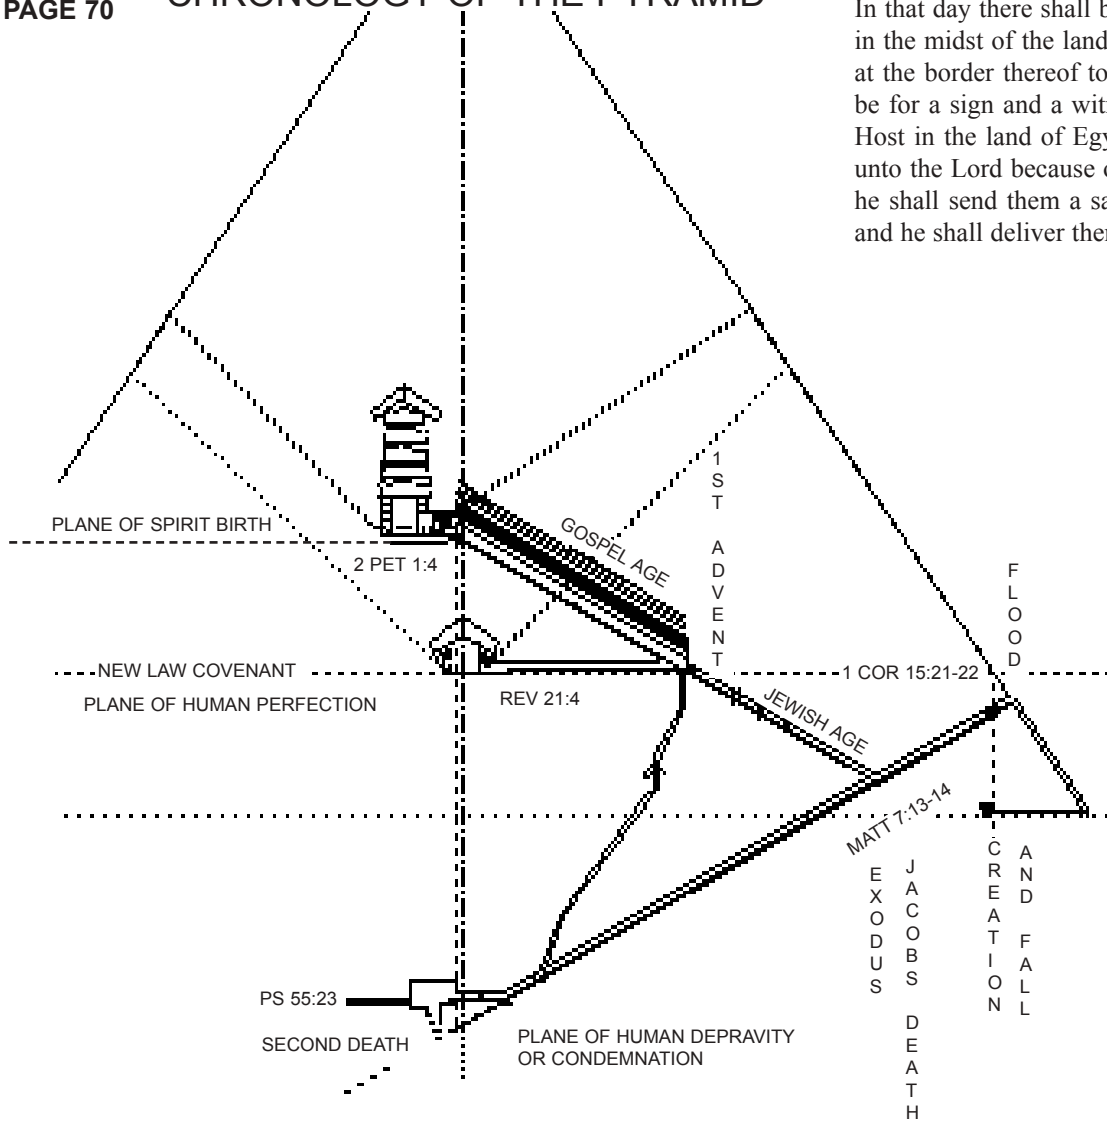 PAGE 70
CHRONOLOGY OF THE PYRAMID
In that day there shall b
in the midst of the land
at the border thereof to
be for a sign and a wit
Host in the land of Egy
unto the Lord because
he shall send them a sa
and he shall deliver the
1ST ADVENT
GOSPEL AGE
PLANE OF SPIRIT BIRTH
2 PET 1:4
FLOOD
NEW LAW COVENANT
1 COR 15:21-22
PLANE OF HUMAN PERFECTION
REV 21:4
JEWISH AGE
MATT 7:13-14
EXODUS
JACOBS DEATH
CREATION
AND FALL
PS 55:23
SECOND DEATH
PLANE OF HUMAN DEPRAVITY
OR CONDEMNATION